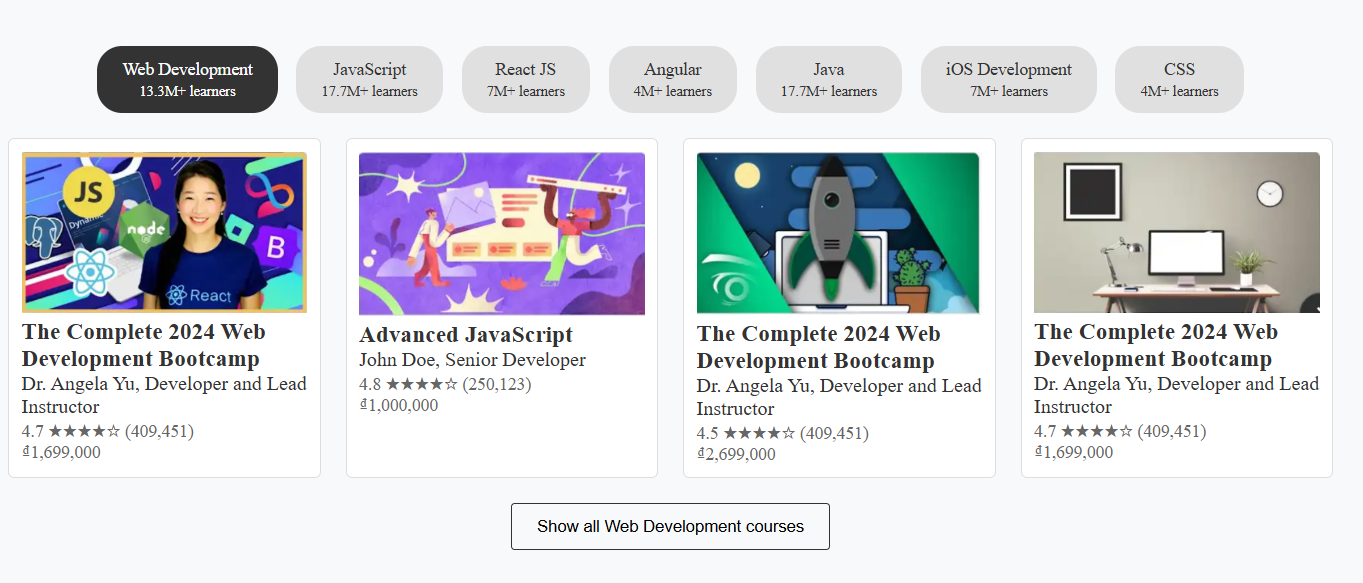 Web Development
13.3M+ learners
JavaScript
17.7M+ learners
React JS
7M+ learners
Angular
4M+ learners
Java
17.7M+ learners
iOS Development
7M+ learners
CSS
4M+ learners
JS
Dynamic
node
B
React
The Complete 2024 Web
Development Bootcamp
Dr. Angela Yu, Developer and Lead
Instructor
4.7 ★★★★☆ (409,451)
₫1,699,000
Advanced JavaScript
John Doe, Senior Developer
4.8 ★★★★☆ (250,123)
₫1,000,000
The Complete 2024 Web
Development Bootcamp
Dr. Angela Yu, Developer and Lead
Instructor
4.5 ★★★★☆ (409,451)
₫2,699,000
The Complete 2024 Web
Development Bootcamp
Dr. Angela Yu, Developer and Lead
Instructor
4.7 ★★★★☆ (409,451)
₫1,699,000
Show all Web Development courses